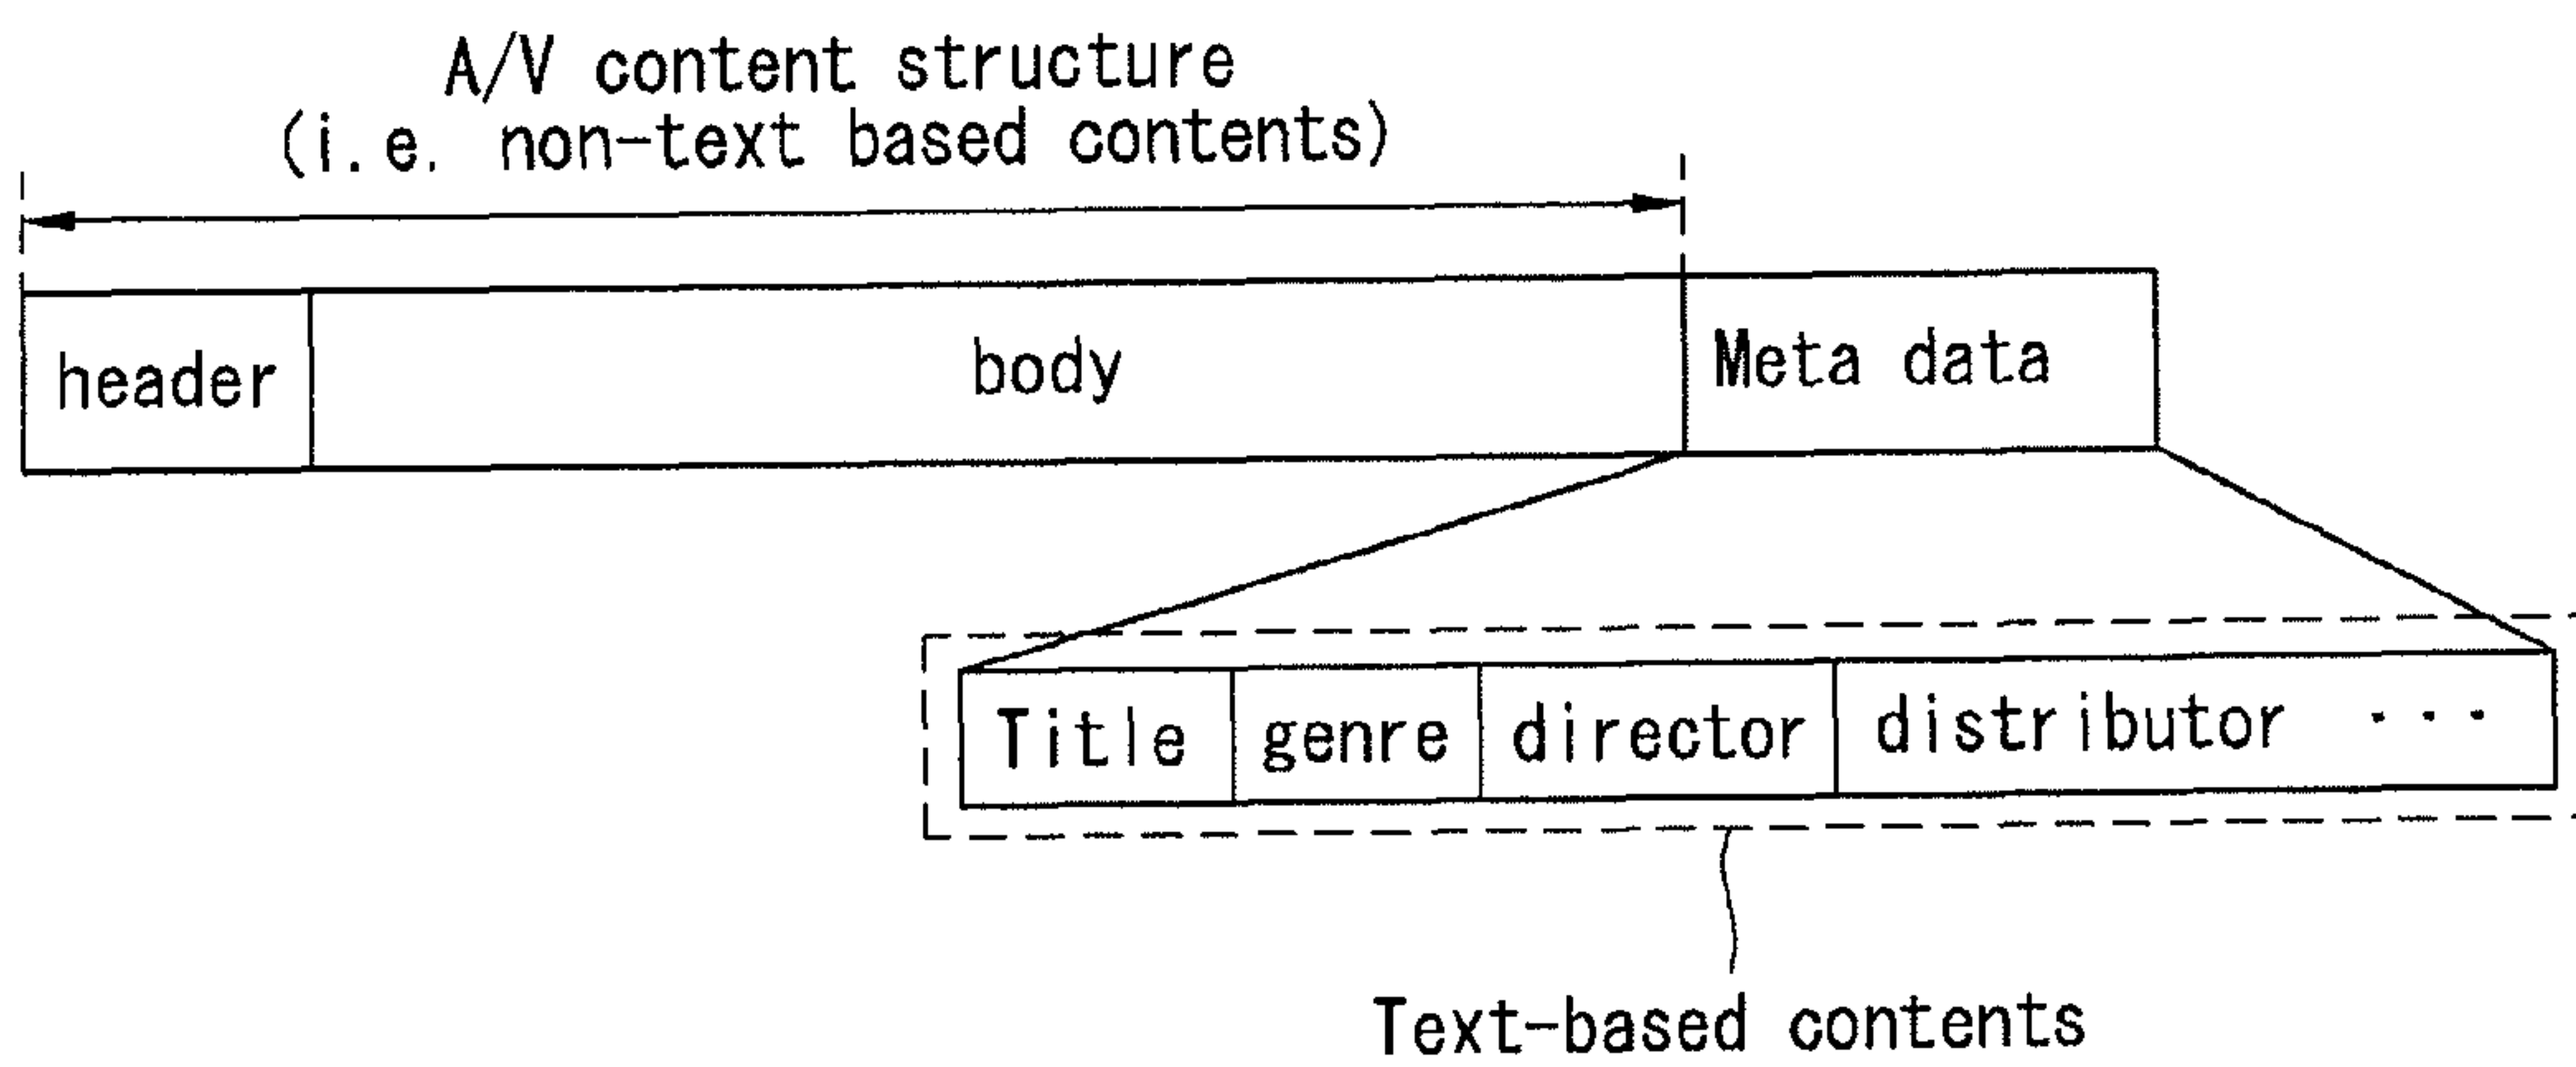 A/V content structure
(i.e. non-text based contents)
header body Meta data
Title genre director distributor ···
Text-based contents